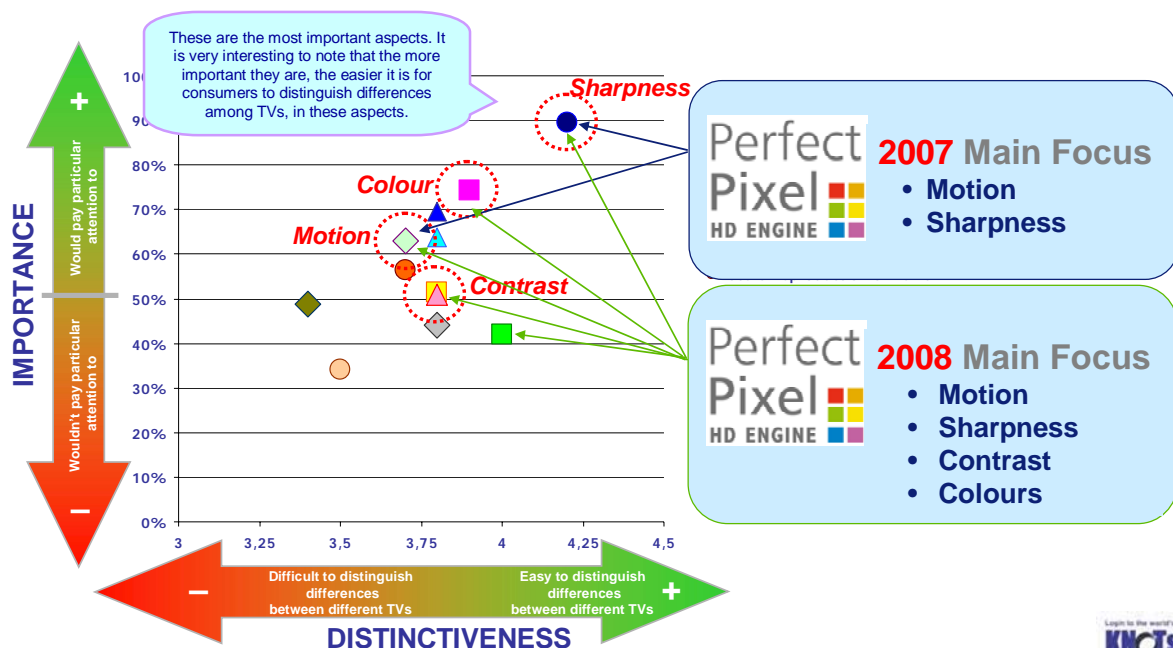 These are the most important aspects. It
is very interesting to note that the more
important they are, the easier it is for
consumers to distinguish differences
among TVs, in these aspects.
IMPORTANCE
+
Would pay particular
attention to
Wouldn't pay particular
attention to
–
80%
70%
60%
50%
40%
30%
20%
10%
0%
3
3,25
3,5
3,75
4
4,25
4,5
Sharpness
Colour
Motion
Contrast
Perfect
Pixel
HD ENGINE
2007 Main Focus
• Motion
• Sharpness
Perfect
Pixel
HD ENGINE
2008 Main Focus
• Motion
• Sharpness
• Contrast
• Colours
–
Difficult to distinguish
differences
between different TVs
Easy to distinguish
differences
between different TVs
+
DISTINCTIVENESS
Login to the world's